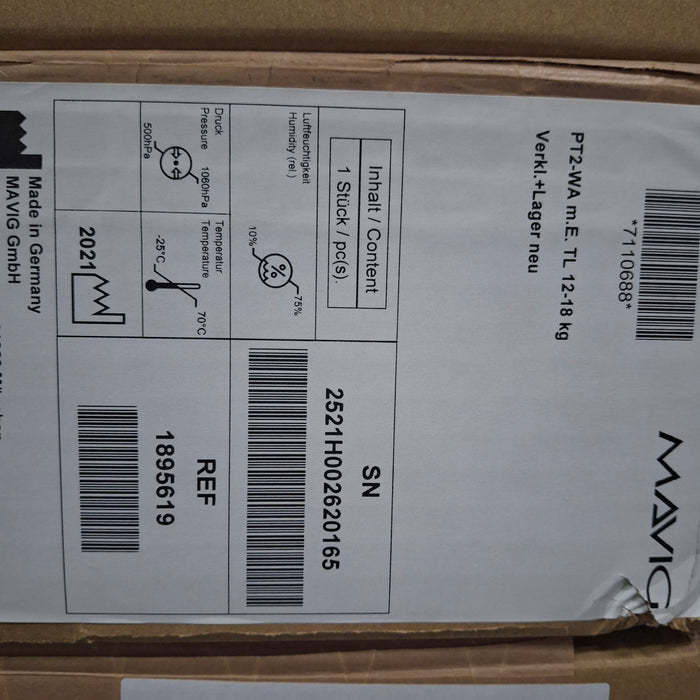 *7110688*
MAVIG
PT2-WA m.E. TL 12-18 kg
Verkl.+Lager neu
Inhalt / Content
1 Stück / pc(s).
SN
2521H002620165
Luftfeuchtigkeit
Humidity (rel.)
10%
%
75%
REF
1895619
Druck
Pressure
1060hPa
500hPa
Temperatur
Temperature
-25°C
70°C
2021
Made in Germany
MAVIG GmbH